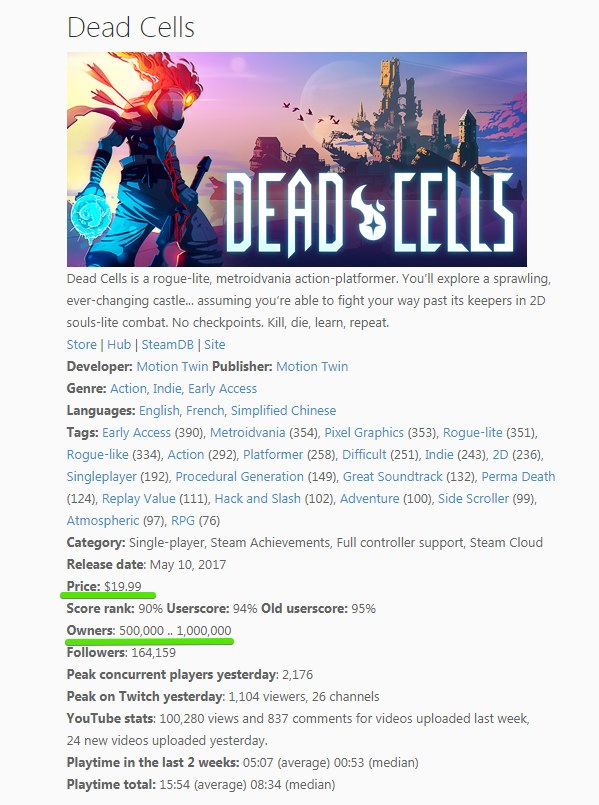 Dead Cells
DEAD CELLS
Dead Cells is a rogue-lite, metroidvania action-platformer. You'll explore a sprawling,
ever-changing castle... assuming you're able to fight your way past its keepers in 2D
souls-lite combat. No checkpoints. Kill, die, learn, repeat.
Store | Hub | SteamDB | Site
Developer: Motion Twin Publisher: Motion Twin
Genre: Action, Indie, Early Access
Languages: English, French, Simplified Chinese
Tags: Early Access (390), Metroidvania (354), Pixel Graphics (353), Rogue-lite (351),
Rogue-like (334), Action (292), Platformer (258), Difficult (251), Indie (243), 2D (236),
Singleplayer (192), Procedural Generation (149), Great Soundtrack (132), Perma Death
(124), Replay Value (111), Hack and Slash (102), Adventure (100), Side Scroller (99),
Atmospheric (97), RPG (76)
Category: Single-player, Steam Achievements, Full controller support, Steam Cloud
Release date: May 10, 2017
Price: $19.99
Score rank: 90% Userscore: 94% Old userscore: 95%
Owners: 500,000 .. 1,000,000
Followers: 164,159
Peak concurrent players yesterday: 2,176
Peak on Twitch yesterday: 1,104 viewers, 26 channels
YouTube stats: 100,280 views and 837 comments for videos uploaded last week,
24 new videos uploaded yesterday.
Playtime in the last 2 weeks: 05:07 (average) 00:53 (median)
Playtime total: 15:54 (average) 08:34 (median)